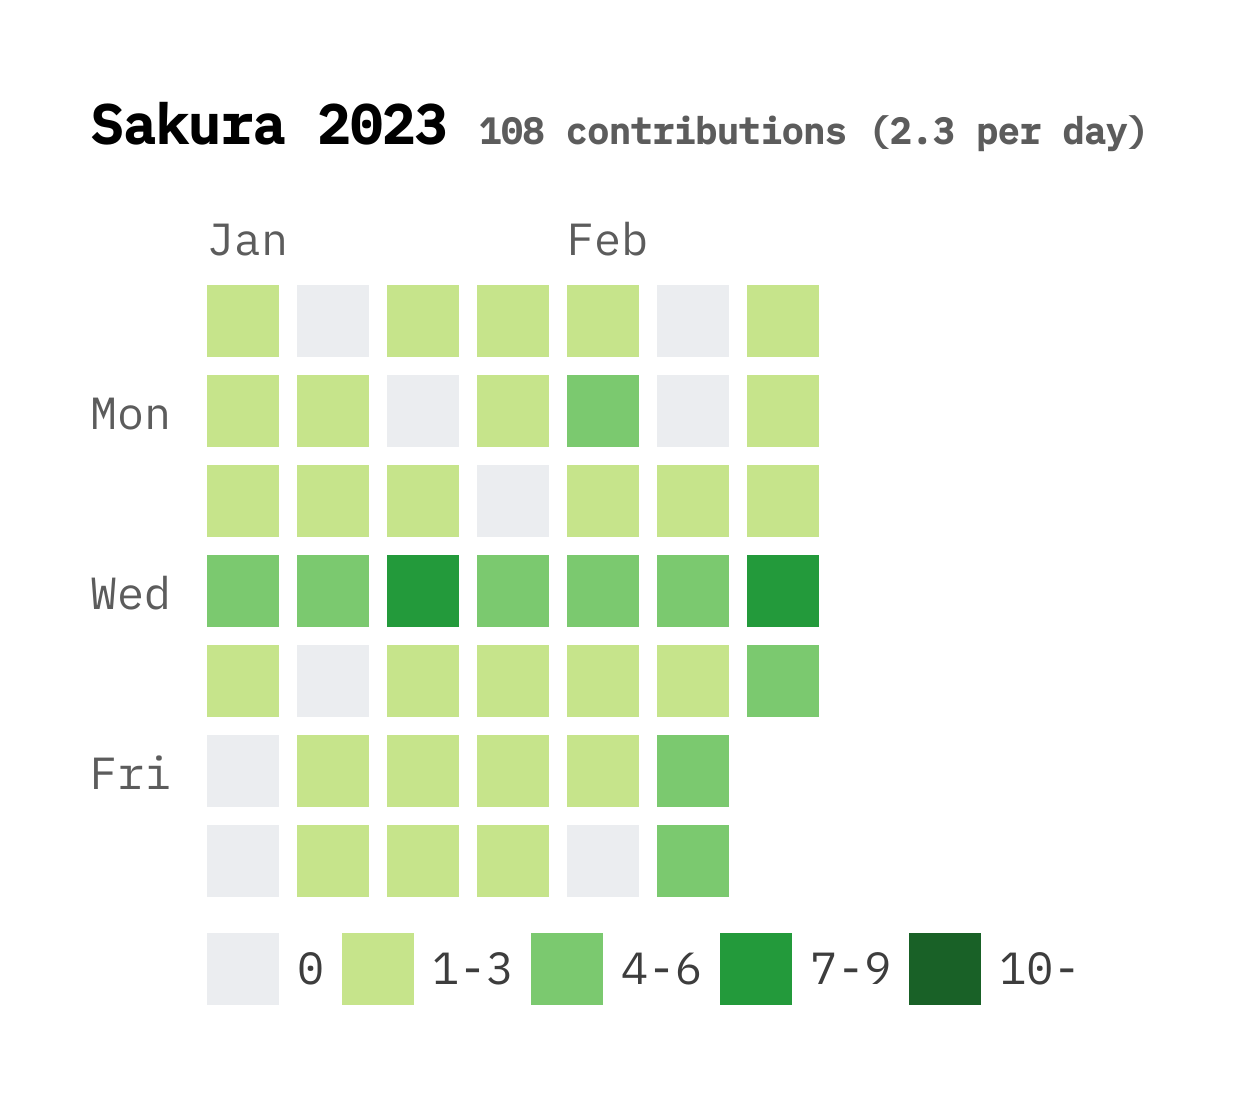 Sakura 2023 108 contributions (2.3 per day)
Jan Feb
Mon
Wed
Fri
0 1-3 4-6 7-9 10-